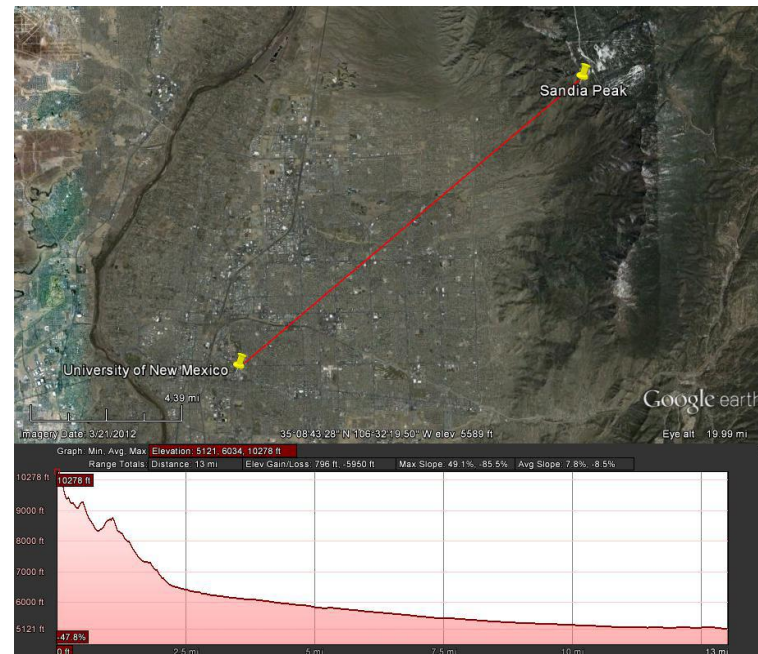 Sandia Peak
University of New Mexico
4.39 mi
Google earth
Imagery Date: 3/21/2012 35°08'43.28" N 106°32'19.50" W elev 5589 ft Eye alt 19.99 mi
Graph: Min, Avg, Max Elevation: 5121, 6034, 10278 ft
Range Totals: Distance: 13 mi Elev Gain/Loss: 796 ft, -5950 ft Max Slope: 49.1%, -85.5% Avg Slope: 7.8%, -8.5%
10278 ft 10278 ft
9000 ft
8000 ft
7000 ft
6000 ft
5121 ft
-47.8%
0 ft 2.5 mi 5 mi 7.5 mi 10 mi 13 mi